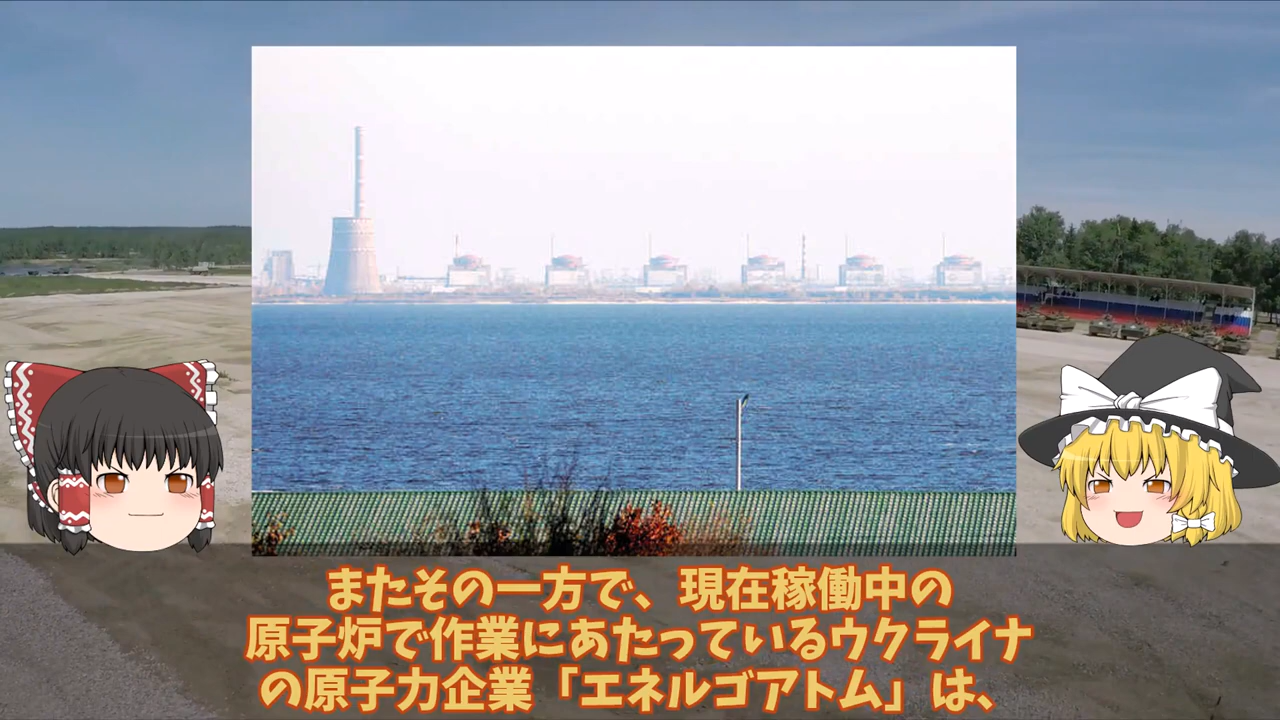 またその一方で、現在稼働中の
原子炉で作業にあたっているウクライナ
の原子力企業「エネルゴアトム」は、